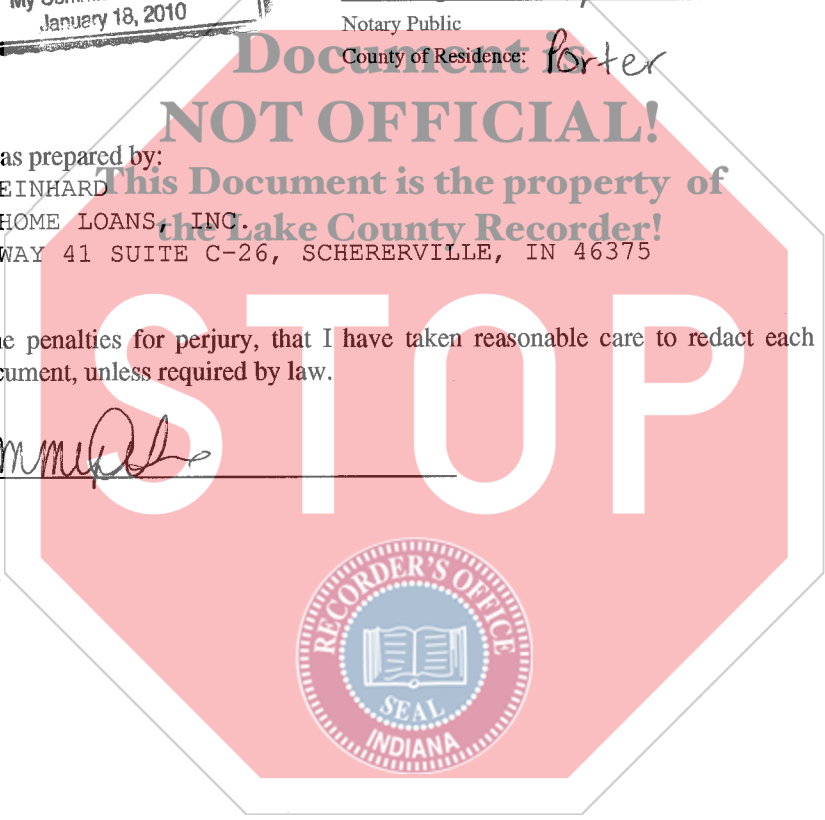 January 18, 2010
Notary Public
County of Residence: Porter
Document is
NOT OFFICIAL!
This Document is the property of
the Lake County Recorder!
as prepared by:
EINHARD
HOME LOANS, INC.
WAY 41 SUITE C-26, SCHERERVILLE, IN 46375
STOP
e penalties for perjury, that I have taken reasonable care to redact each
cument, unless required by law.
RECORDER'S OFFICE
SEAL
INDIANA